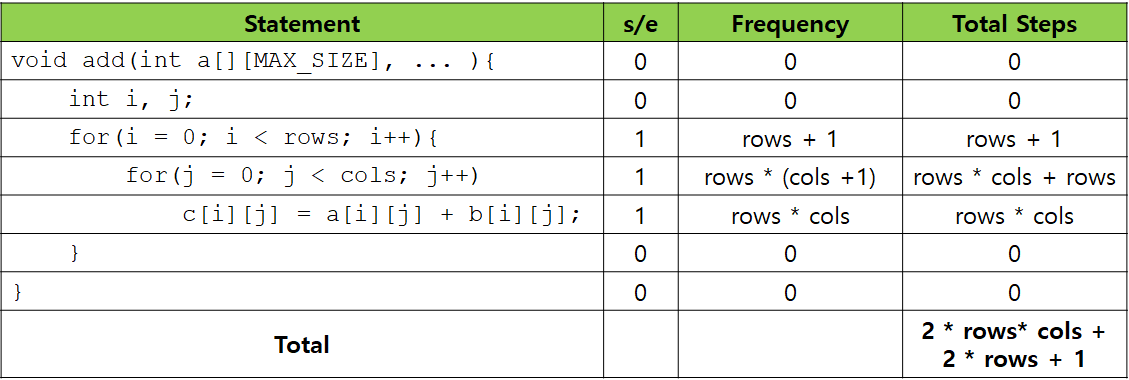 Statement s/e Frequency Total Steps
void add(int a[][MAX_SIZE], ... ){ 0 0 0
int i, j; 0 0 0
for(i = 0; i < rows; i++){ 1 rows + 1 rows + 1
for(j = 0; j < cols; j++) 1 rows * (cols +1) rows * cols + rows
c[i][j] = a[i][j] + b[i][j]; 1 rows * cols rows * cols
} 0 0 0
} 0 0 0
Total 2 * rows* cols +
2 * rows + 1